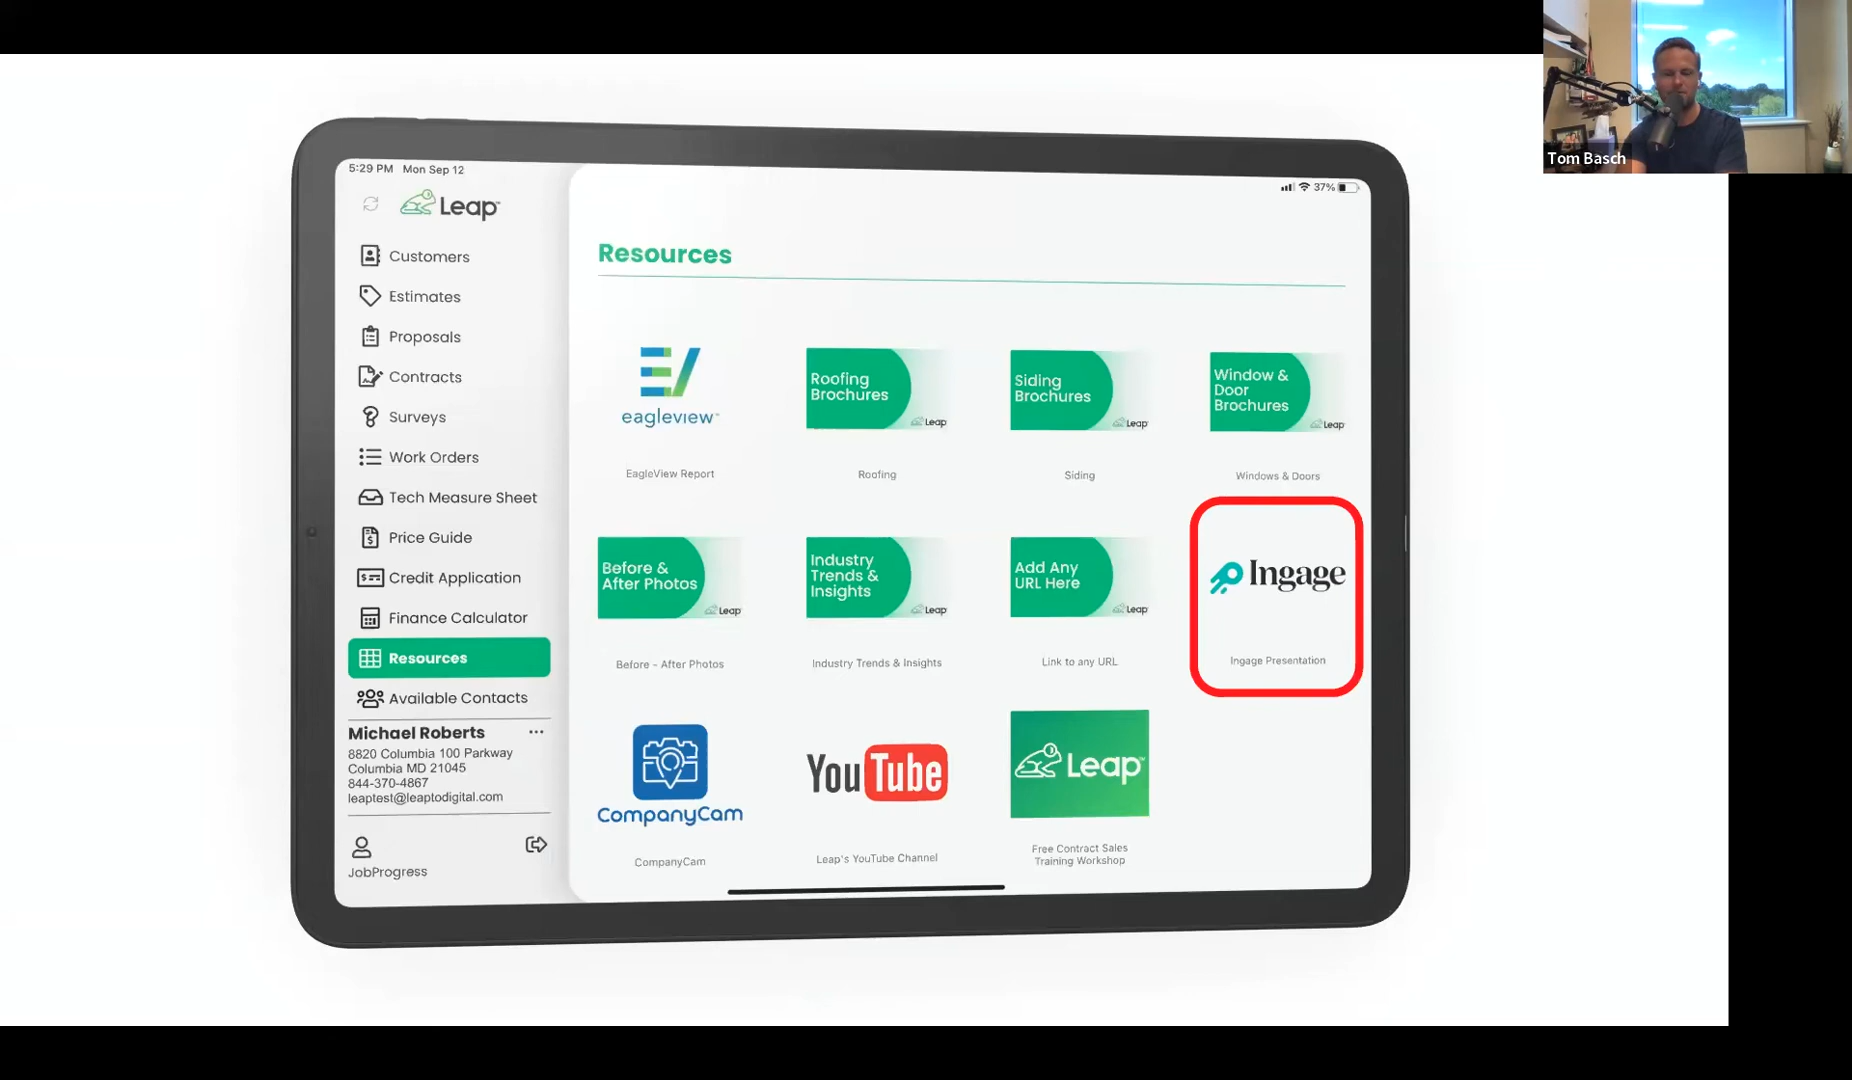 Tom Basch
5:29 PM Mon Sep 12
37%
Leap
Customers
Estimates
Proposals
Contracts
Surveys
Work Orders
Tech Measure Sheet
Price Guide
Credit Application
Finance Calculator
Resources
Available Contacts
Michael Roberts
8820 Columbia 100 Parkway
Columbia MD 21045
844-370-4867
leaptest@leaptodigital.com
JobProgress
Resources
eagleview™
EagleView Report
Roofing
Brochures
Leap
Roofing
Siding
Brochures
Leap
Siding
Window &
Door
Brochures
Leap
Windows & Doors
Before &
After Photos
Leap
Before - After Photos
Industry
Trends &
Insights
Leap
Industry Trends & Insights
Add Any
URL Here
Leap
Link to any URL
Ingage
Ingage Presentation
CompanyCam
CompanyCam
YouTube
Leap's YouTube Channel
Leap
Free Contract Sales
Training Workshop